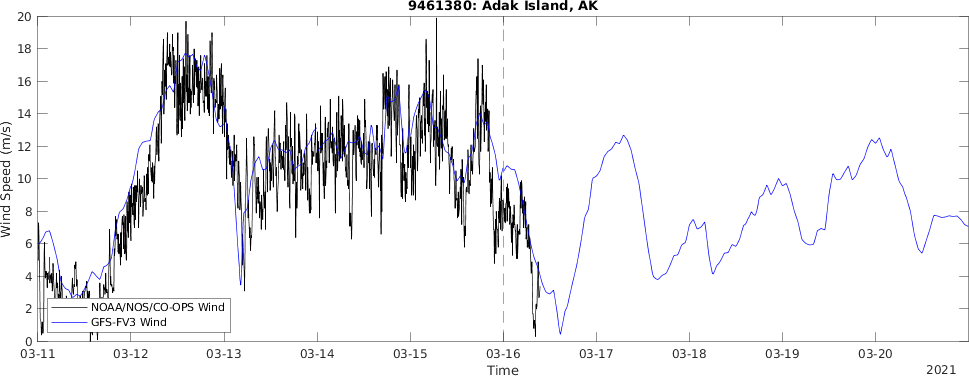 9461380: Adak Island, AK
20
18
16
14
12
10
8
6
4
2
0
Wind Speed (m/s)
NOAA/NOS/CO-OPS Wind
GFS-FV3 Wind
03-11 03-12 03-13 03-14 03-15 03-16 03-17 03-18 03-19 03-20
Time
2021